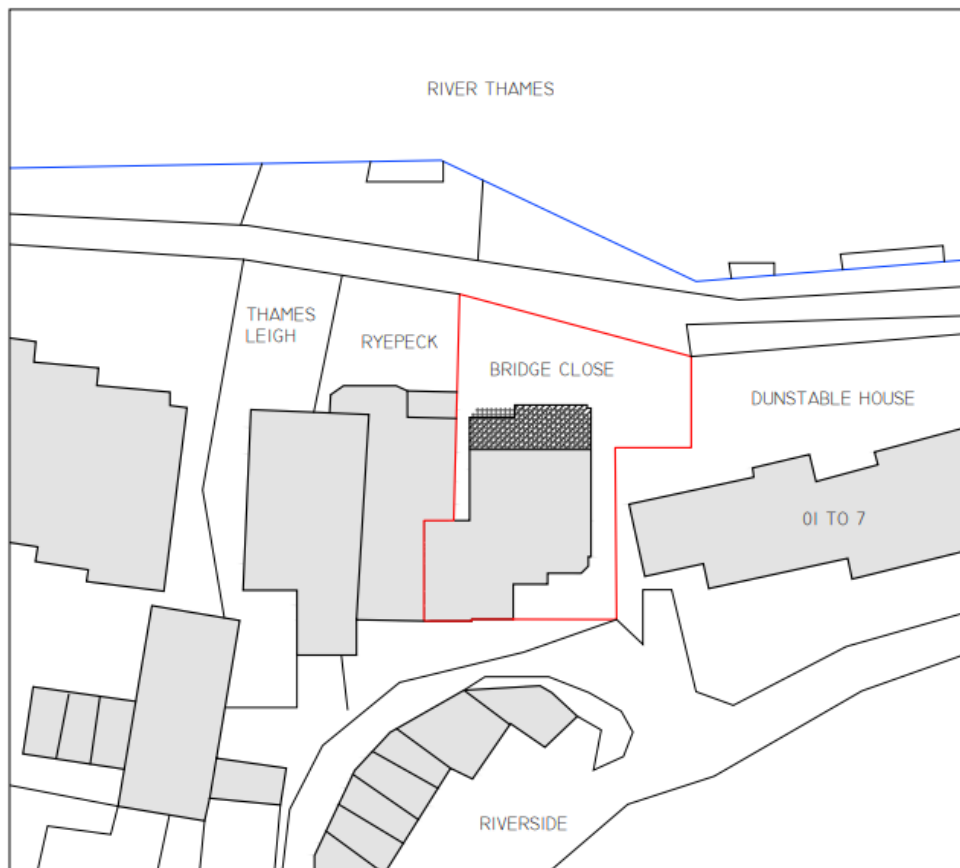 RIVER THAMES
THAMES
LEIGH
RYEPECK
BRIDGE CLOSE
DUNSTABLE HOUSE
01 TO 7
RIVERSIDE